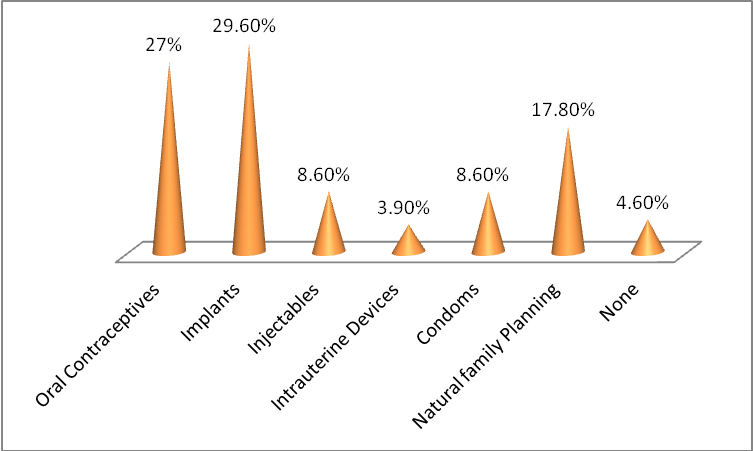 27%
29.60%
8.60%
3.90%
8.60%
17.80%
4.60%
Oral Contraceptives
Implants
Injectables
Intrauterine Devices
Condoms
Natural family Planning
None